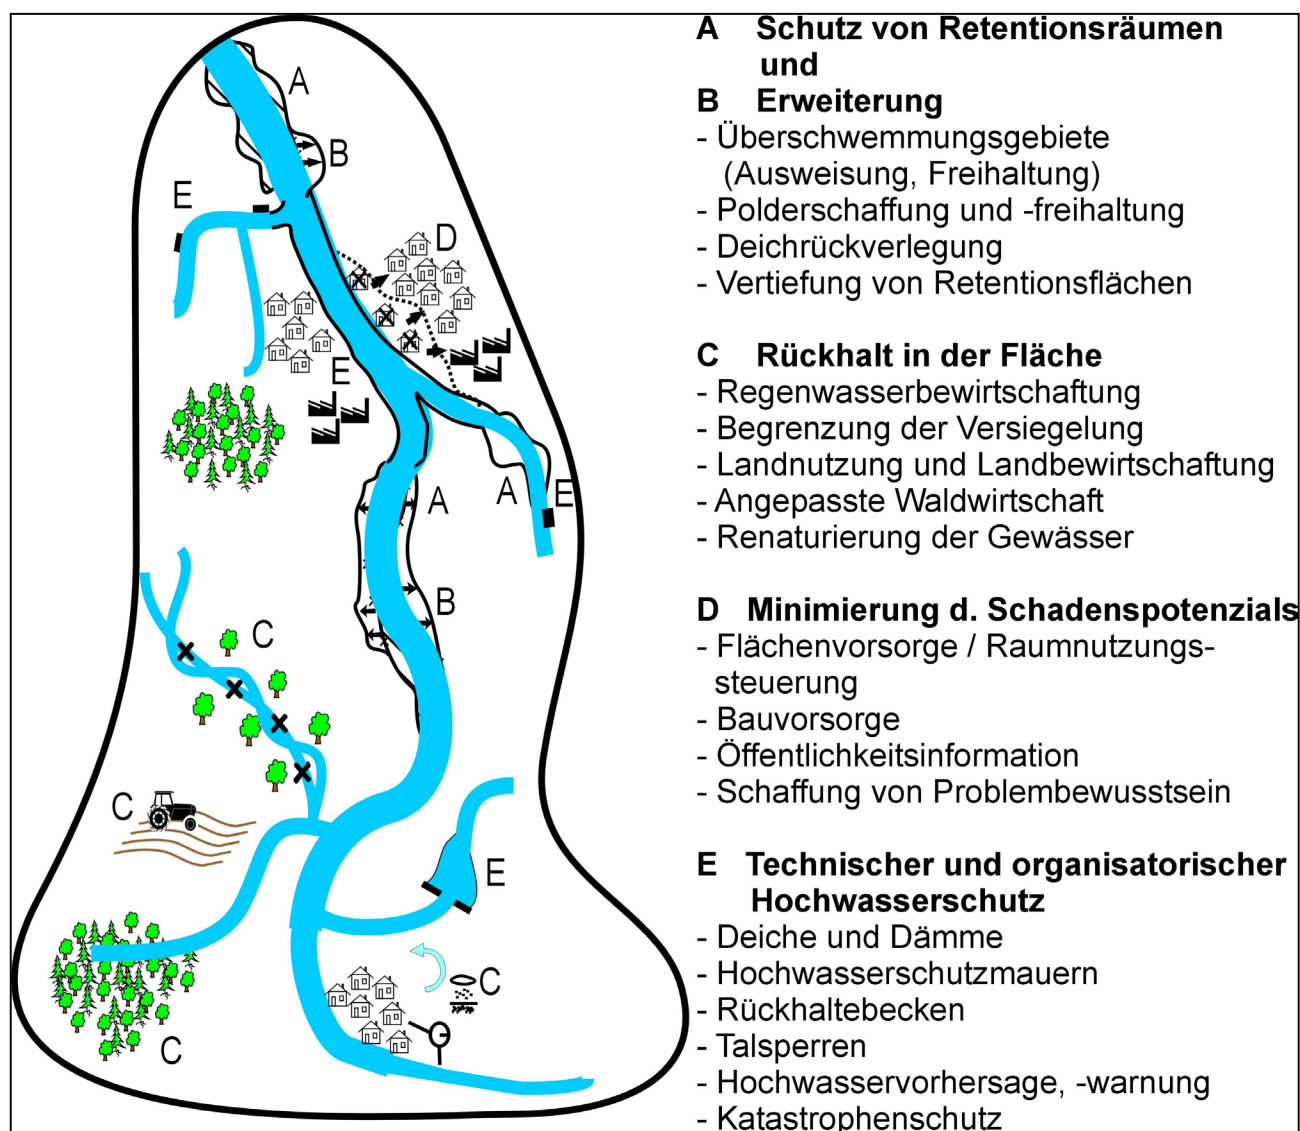 A Schutz von Retentionsräumen
und
B Erweiterung
- Überschwemmungsgebiete
(Ausweisung, Freihaltung)
- Polderschaffung und -freihaltung
- Deichrückverlegung
- Vertiefung von Retentionsflächen
C Rückhalt in der Fläche
- Regenwasserbewirtschaftung
- Begrenzung der Versiegelung
- Landnutzung und Landbewirtschaftung
- Angepasste Waldwirtschaft
- Renaturierung der Gewässer
D Minimierung d. Schadenspotenzials
- Flächenvorsorge / Raumnutzungs-
steuerung
- Bauvorsorge
- Öffentlichkeitsinformation
- Schaffung von Problembewusstsein
E Technischer und organisatorischer
Hochwasserschutz
- Deiche und Dämme
- Hochwasserschutzmauern
- Rückhaltebecken
- Talsperren
- Hochwasservorhersage, -warnung
- Katastrophenschutz
A
B
E
D
E
A
A
E
B
C
C
E
C
C